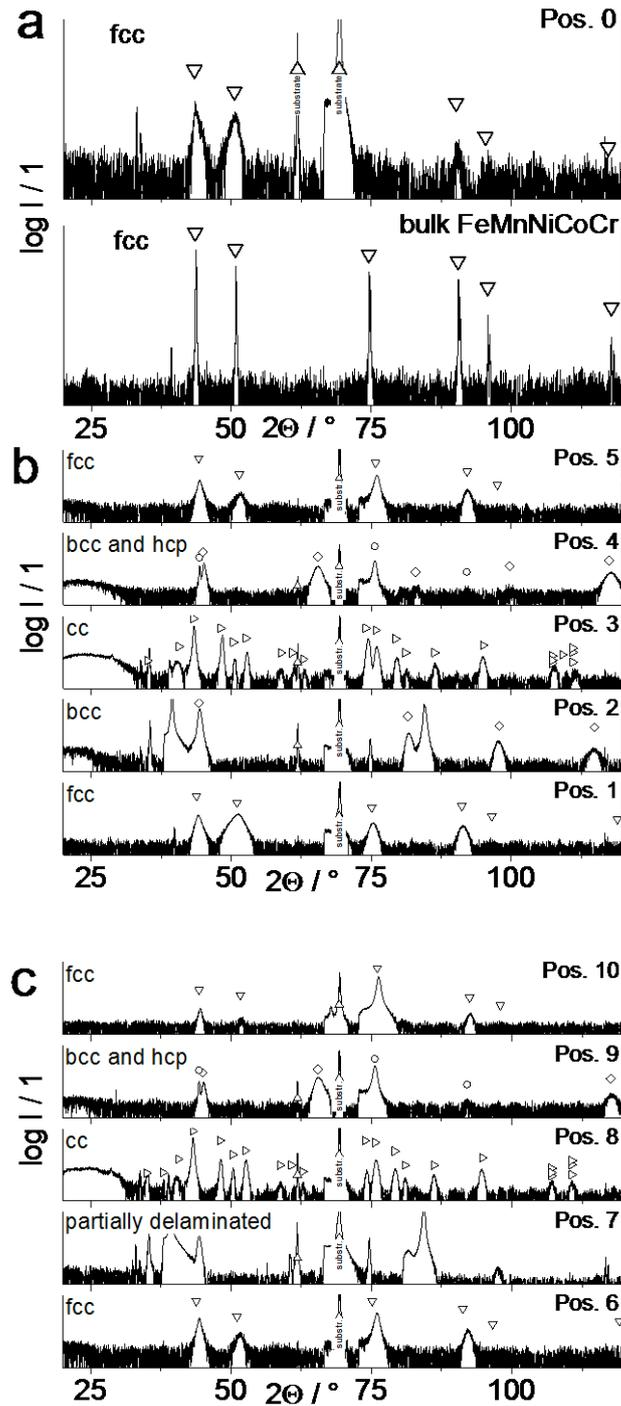 a
fcc
Pos. 0
substrate
substrate
fcc
bulk FeMnNiCoCr
log I / 1
25 50 2Θ / ° 75 100
b
fcc
Pos. 5
substr.
bcc and hcp
Pos. 4
substr.
cc
Pos. 3
substr.
bcc
Pos. 2
substr.
fcc
Pos. 1
substr.
log I / 1
25 50 2Θ / ° 75 100
c
fcc
Pos. 10
bcc and hcp
Pos. 9
substr.
cc
Pos. 8
substr.
partially delaminated
Pos. 7
substr.
fcc
Pos. 6
substr.
log I / 1
25 50 2Θ / ° 75 100